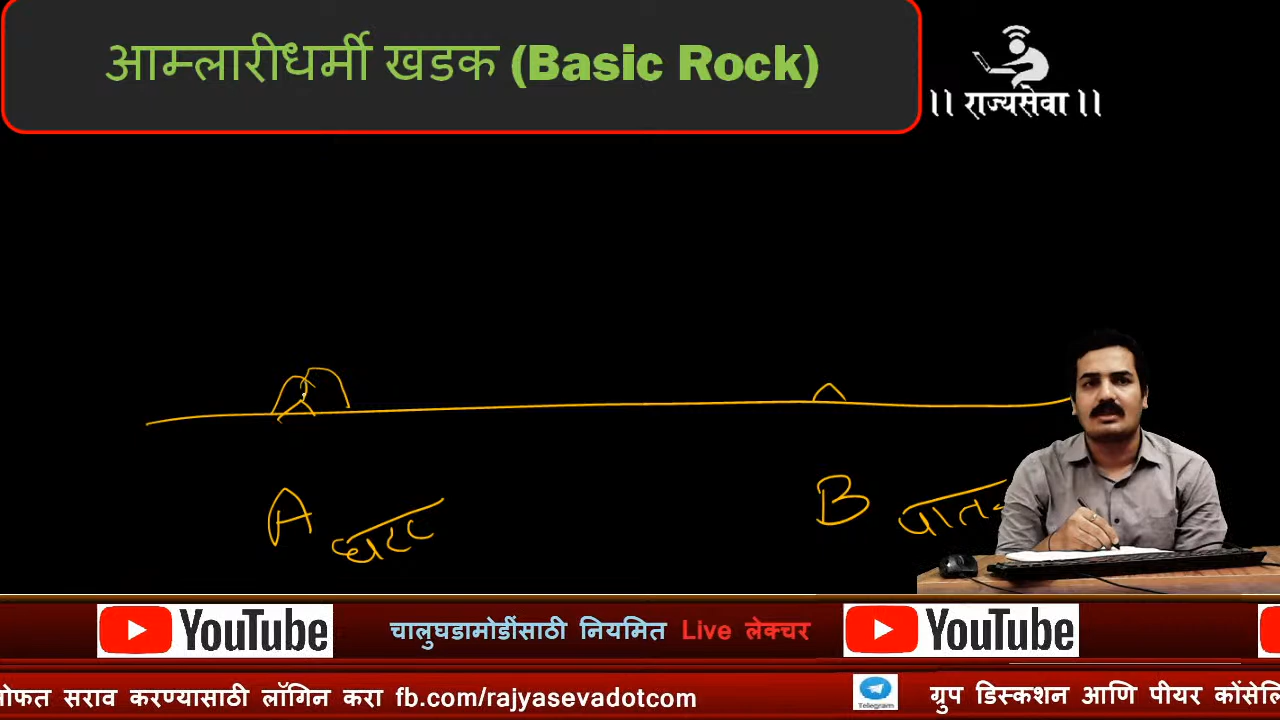 आम्लारीधर्मी खडक (Basic Rock)
|| राज्यसेवा ||
A घट्ट
B
YouTube चालुघडामोडींसाठी नियमित Live लेक्चर YouTube
मोफत सराव करण्यासाठी लॉगिन करा fb.com/rajyasevadotcom Telegram ग्रुप डिस्कशन आणि पीयर